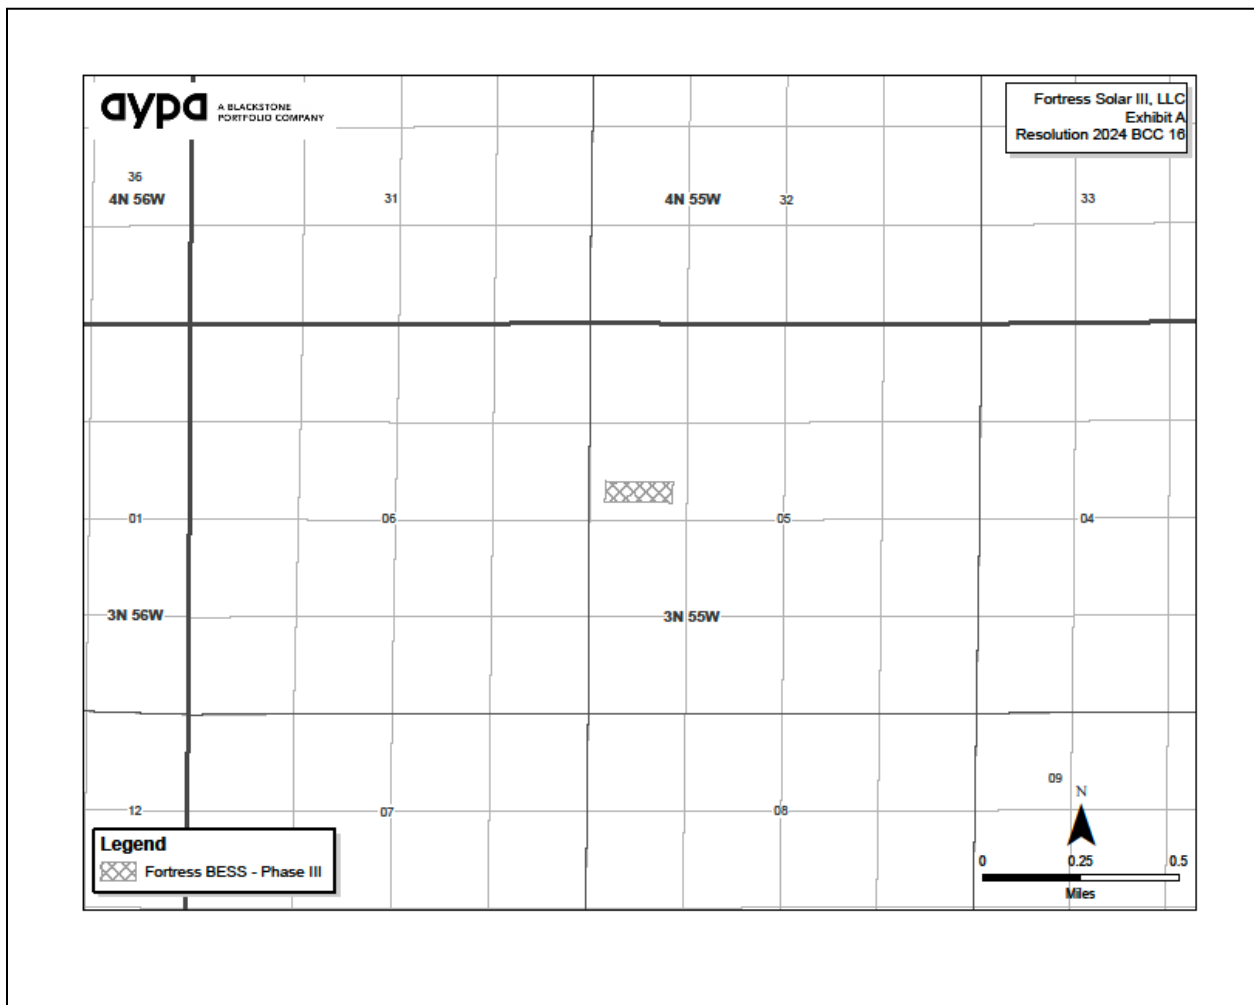 aypa A BLACKSTONE
PORTFOLIO COMPANY
Fortress Solar III, LLC
Exhibit A
Resolution 2024 BCC 16
36
4N 56W
31
4N 55W
32
33
01
06
05
04
3N 56W
3N 55W
09
N
12
07
08
Legend
Fortress BESS - Phase III
0 0.25 0.5
Miles